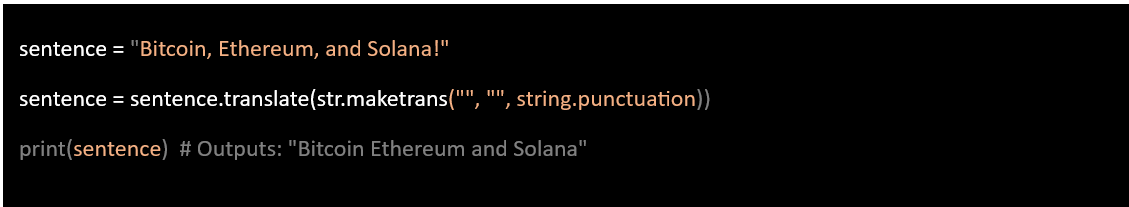 sentence = "Bitcoin, Ethereum, and Solana!"
sentence = sentence.translate(str.maketrans("", "", string.punctuation))
print(sentence)  # Outputs: "Bitcoin Ethereum and Solana"